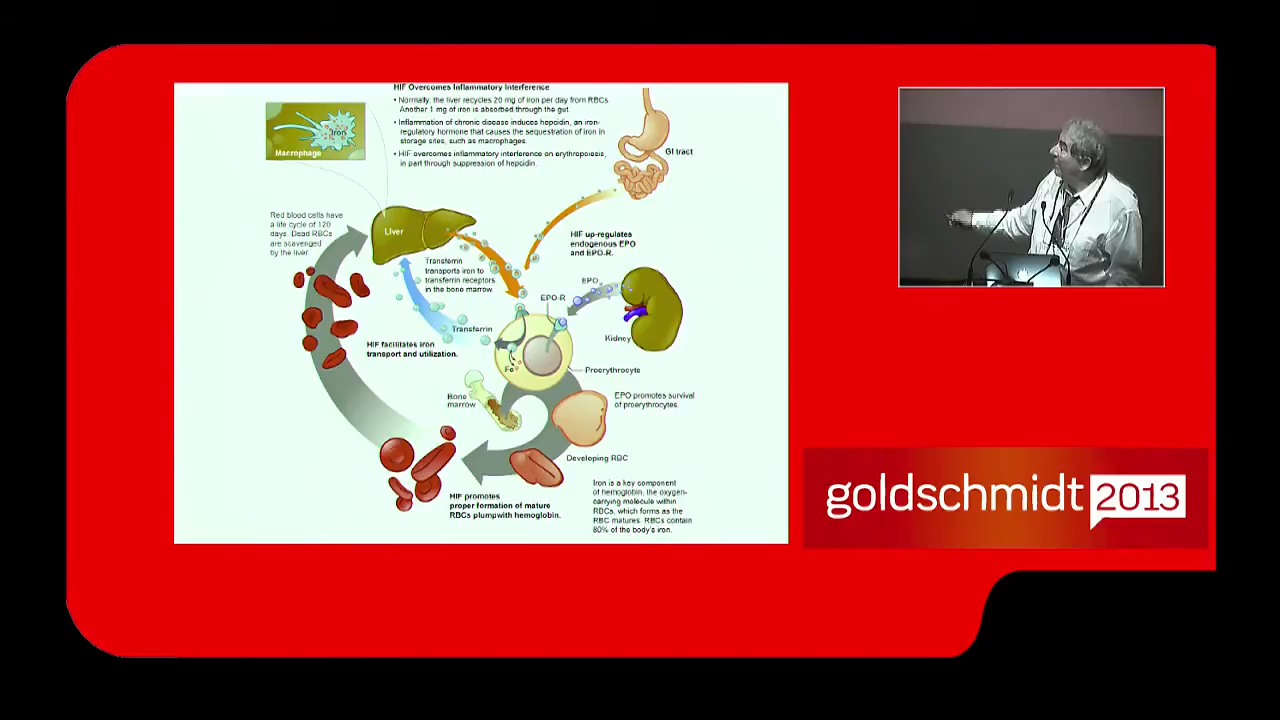 HIF Overcomes Inflammatory Interference
• Normally, the liver recycles 20 mg of iron per day from RBCs.
Another 1 mg of iron is absorbed through the gut.
• Inflammation of chronic disease induces hepcidin, an iron-
regulatory hormone that causes the sequestration of iron in
storage sites, such as macrophages.
• HIF overcomes inflammatory interference on erythropoiesis,
in part through suppression of hepcidin.
Iron
Macrophage
GI tract
Red blood cells have
a life cycle of 120
days. Dead RBCs
are scavenged
by the liver.
Liver
HIF up-regulates
endogenous EPO
and EPO-R.
Transferrin
transports iron to
transferrin receptors
in the bone marrow.
EPO
EPO-R
Transferrin
Kidney
HIF facilitates iron
transport and utilization.
Fe
Proerythrocyte
Bone
marrow
EPO promotes survival
of proerythrocytes.
Developing RBC
HIF promotes
proper formation of mature
RBCs plumpwith hemoglobin.
Iron is a key component
of hemoglobin, the oxygen-
carrying molecule within
RBCs, which forms as the
RBC matures. RBCs contain
80% of the body's iron.
goldschmidt 2013